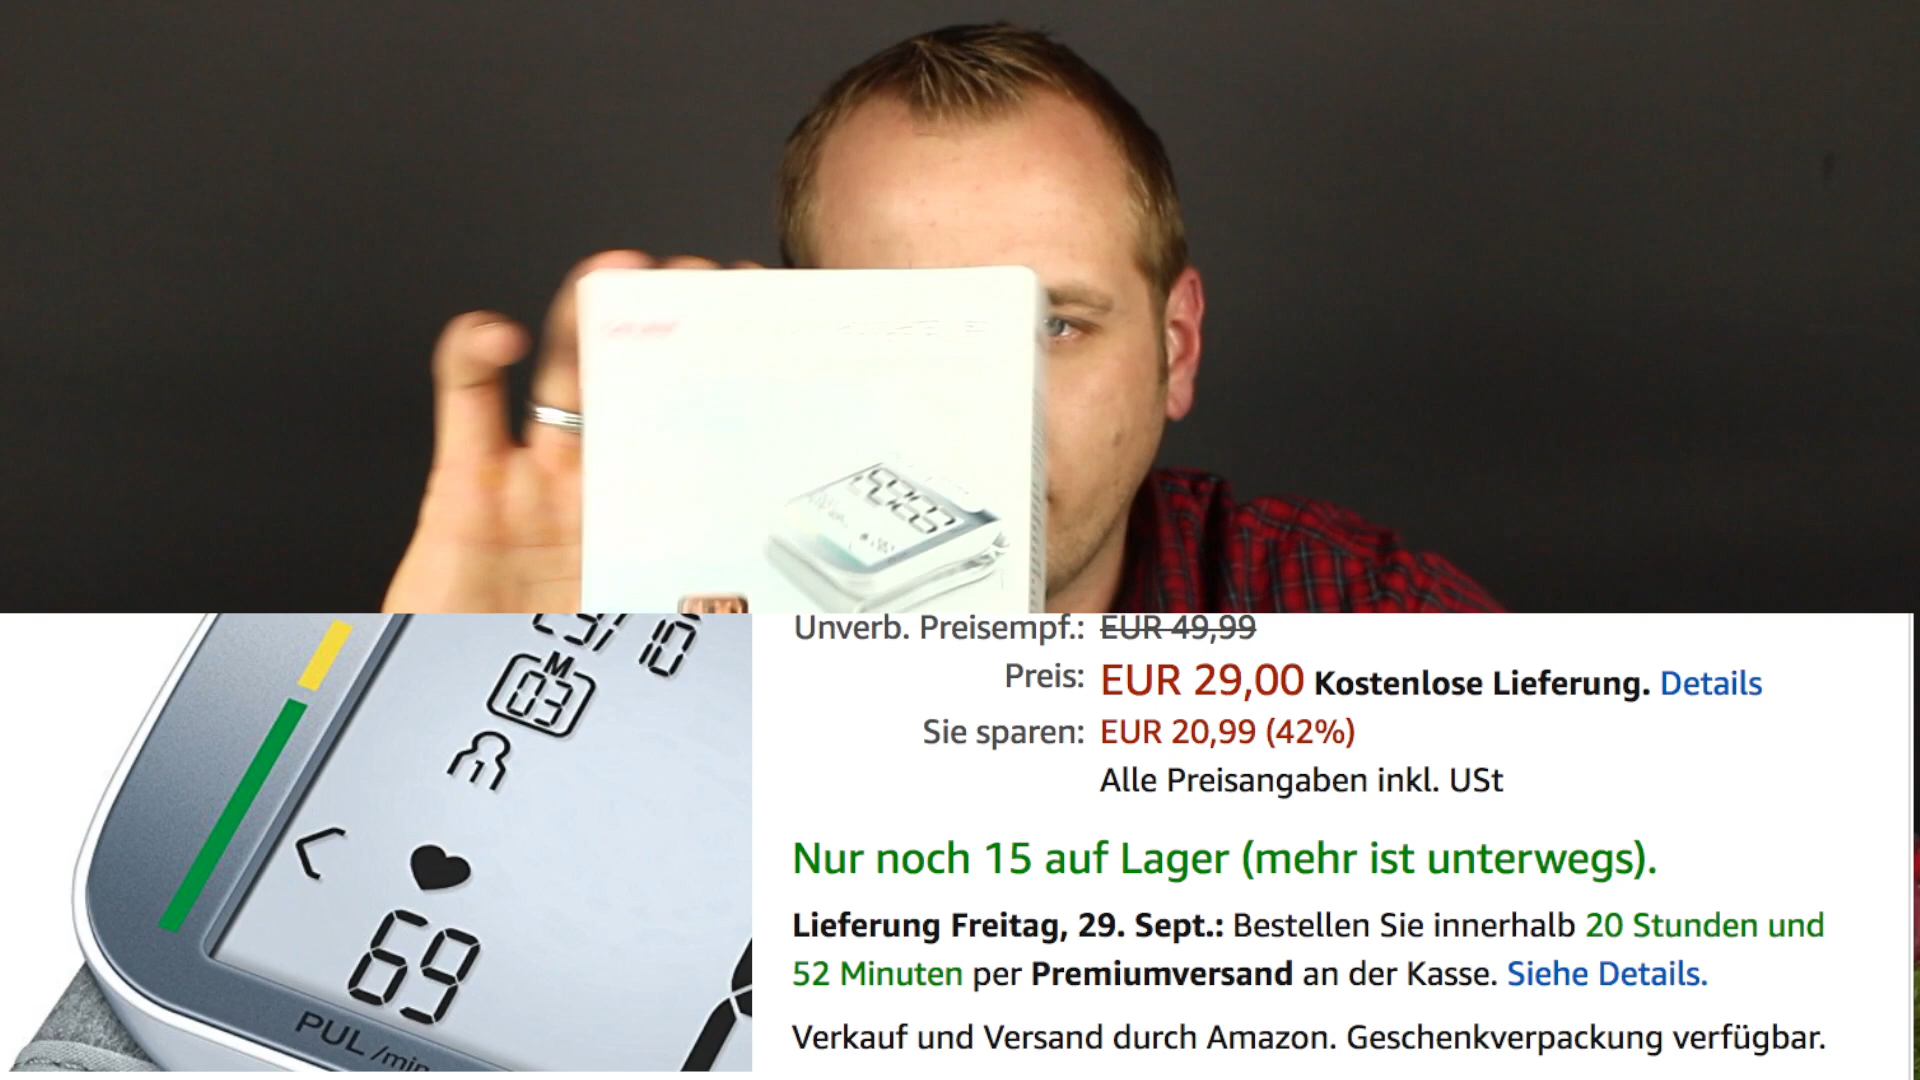 Unverb. Preisempf.: EUR 49,99
Preis: EUR 29,00 Kostenlose Lieferung. Details
Sie sparen: EUR 20,99 (42%)
Alle Preisangaben inkl. USt
Nur noch 15 auf Lager (mehr ist unterwegs).
Lieferung Freitag, 29. Sept.: Bestellen Sie innerhalb 20 Stunden und
52 Minuten per Premiumversand an der Kasse. Siehe Details.
Verkauf und Versand durch Amazon. Geschenkverpackung verfügbar.
10
M
03
1
69
PUL/min